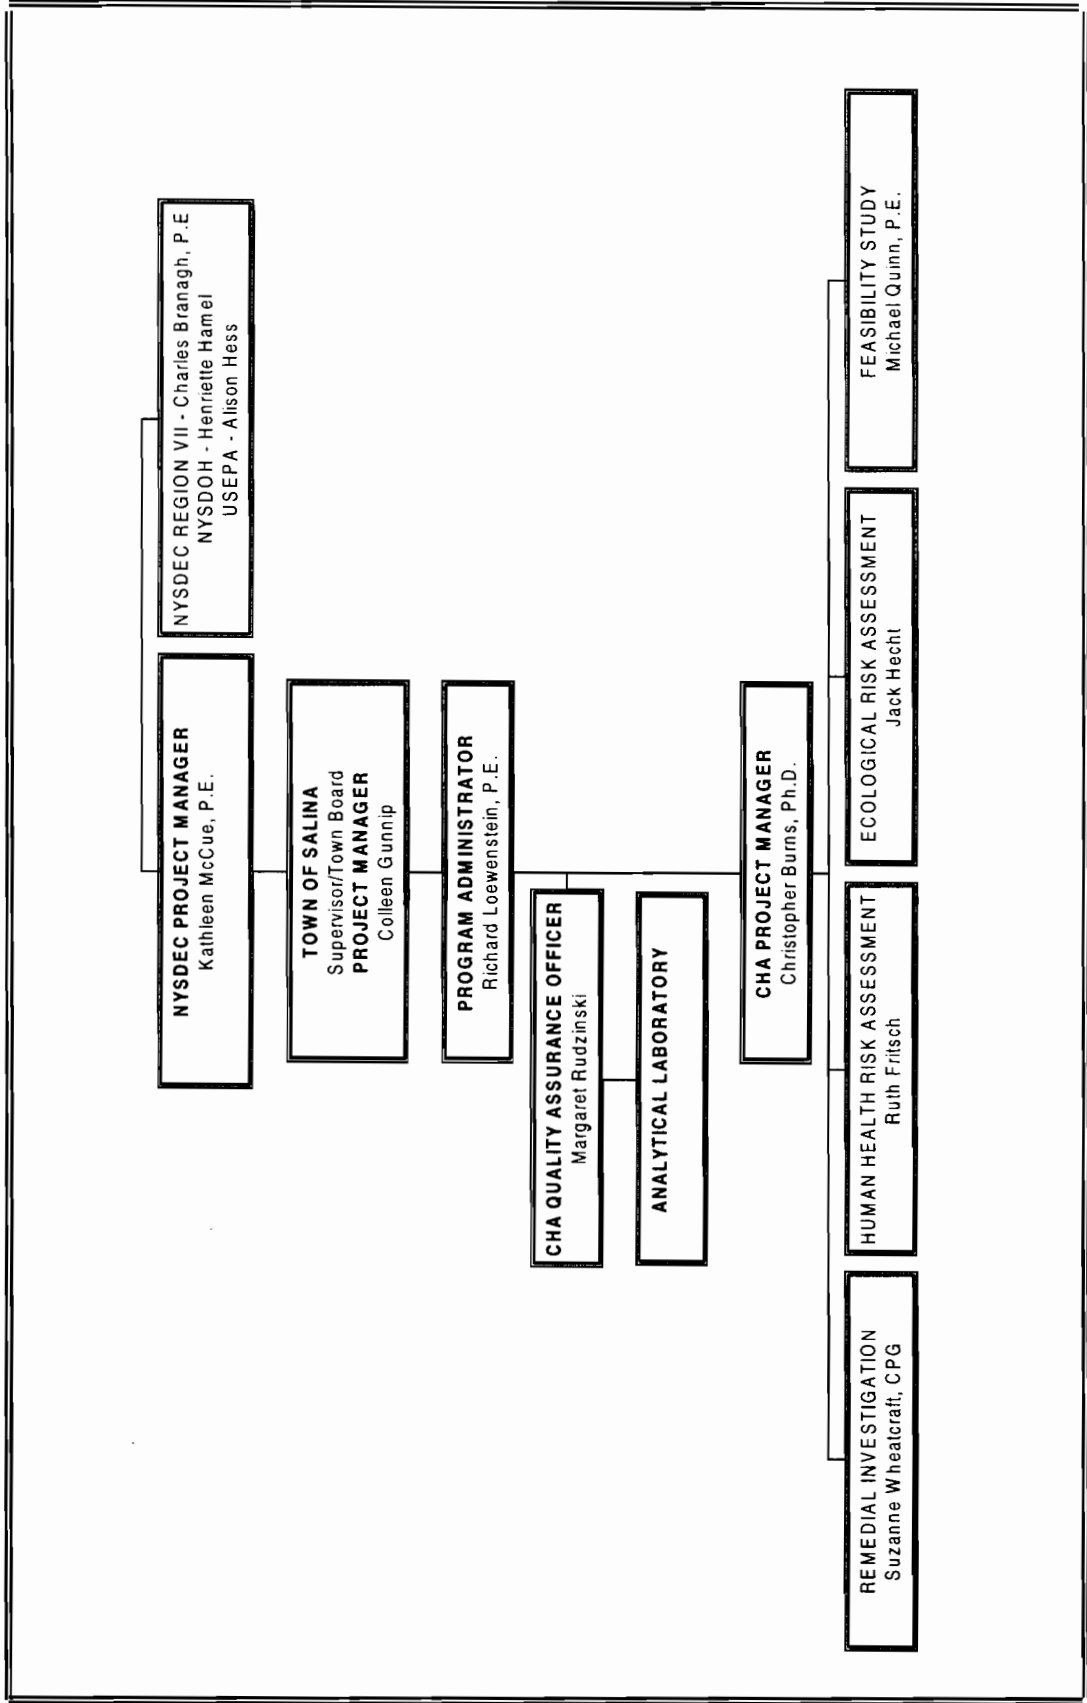 NYSDEC PROJECT MANAGER
Kathleen McCue, P.E.
NYSDEC REGION VII - Charles Branagh, P.E
NYSDOH - Henriette Hamel
USEPA - Alison Hess
TOWN OF SALINA
Supervisor/Town Board
PROJECT MANAGER
Colleen Gunnip
PROGRAM ADMINISTRATOR
Richard Loewenstein, P.E.
CHA QUALITY ASSURANCE OFFICER
Margaret Rudzinski
ANALYTICAL LABORATORY
CHA PROJECT MANAGER
Christopher Burns, Ph.D.
REMEDIAL INVESTIGATION
Suzanne Wheatcraft, CPG
HUMAN HEALTH RISK ASSESSMENT
Ruth Fritsch
ECOLOGICAL RISK ASSESSMENT
Jack Hecht
FEASIBILITY STUDY
Michael Quinn, P.E.